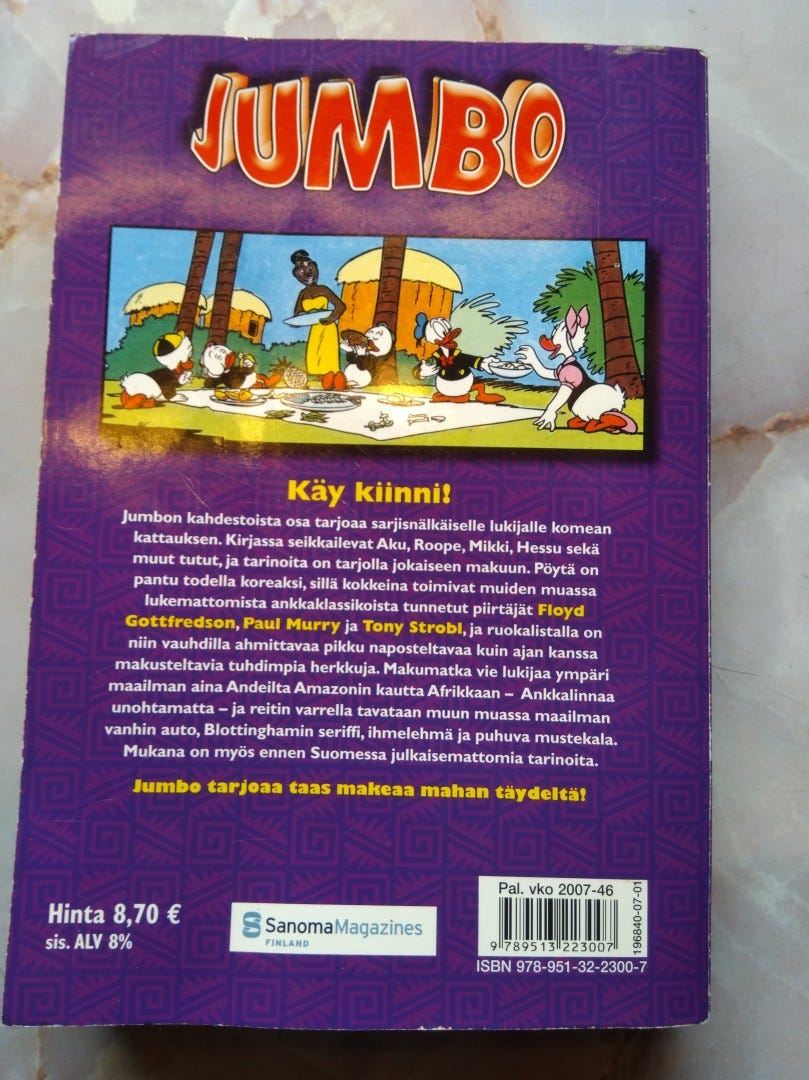 JUMBO
Käy kiinni!
Jumbon kahdestoista osa tarjoaa sarjisnälkäiselle lukijalle komean
kattauksen. Kirjassa seikkailevat Aku, Roope, Mikki, Hessu sekä
muut tutut, ja tarinoita on tarjolla jokaiseen makuun. Pöytä on
pantu todella koreaksi, sillä kokkeina toimivat muiden muassa
lukemattomista ankkaklassikoista tunnetut piirtäjät Floyd
Gottfredson, Paul Murry ja Tony Strobl, ja ruokalistalla on
niin vauhdilla ahmittavaa pikku naposteltavaa kuin ajan kanssa
makusteltavia tuhdimpia herkkuja. Makumatka vie lukijaa ympäri
maailman aina Andeilta Amazonin kautta Afrikkaan – Ankkalinnaa
unohtamatta – ja reitin varrella tavataan muun muassa maailman
vanhin auto, Blottinghamin seriffi, ihmelehmä ja puhuva mustekala.
Mukana on myös ennen Suomessa julkaisemattomia tarinoita.
Jumbo tarjoaa taas makeaa mahan täydeltä!
Hinta 8,70 €
sis. ALV 8%
SanomaMagazines
FINLAND
Pal. vko 2007-46
9 789513 223007
ISBN 978-951-32-2300-7
196840-07-01